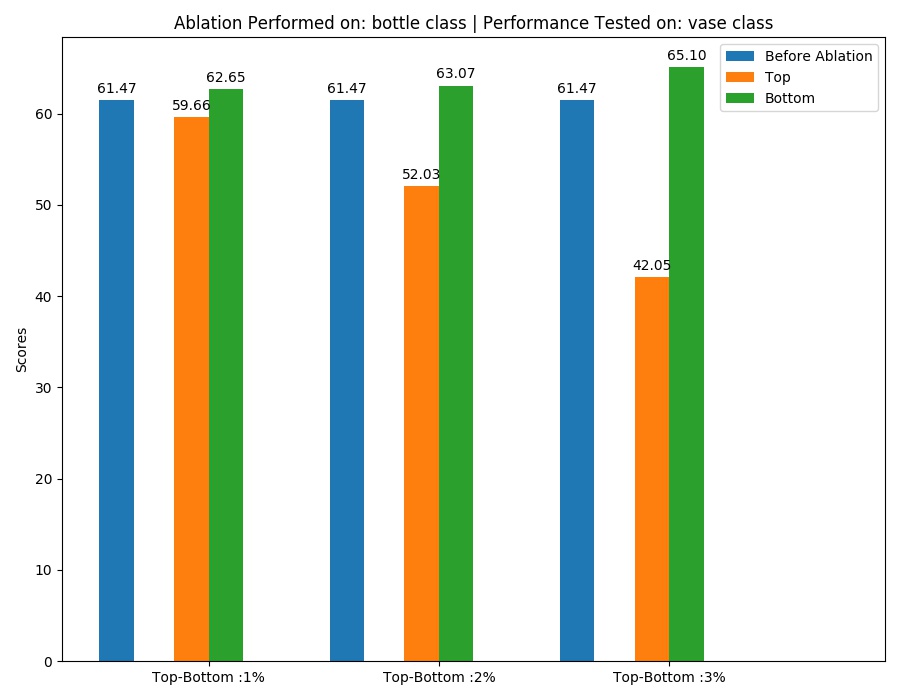 Ablation Performed on: bottle class | Performance Tested on: vase class
Before Ablation
Top
Bottom
61.47
59.66
62.65
61.47
52.03
63.07
61.47
42.05
65.10
Scores
60
50
40
30
20
10
0
Top-Bottom :1%
Top-Bottom :2%
Top-Bottom :3%